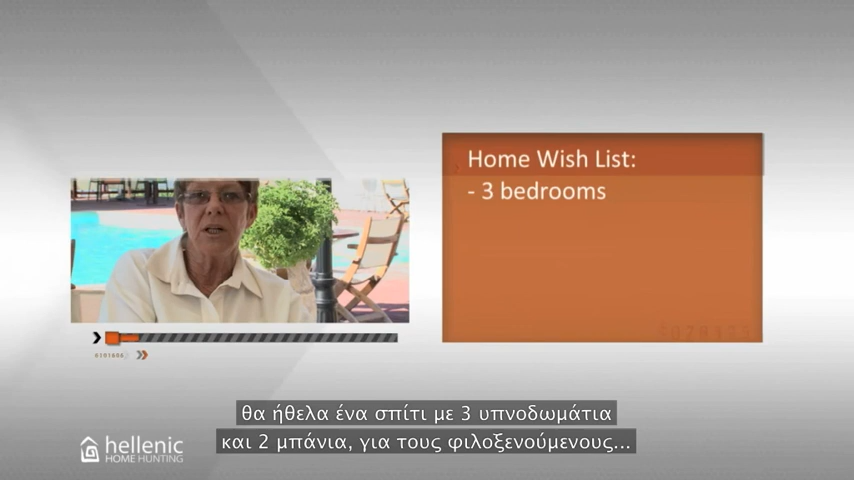 Home Wish List:
- 3 bedrooms
θα ήθελα ένα σπίτι με 3 υπνοδωμάτια
και 2 μπάνια, για τους φιλοξενούμενους...
hellenic
HOME HUNTING